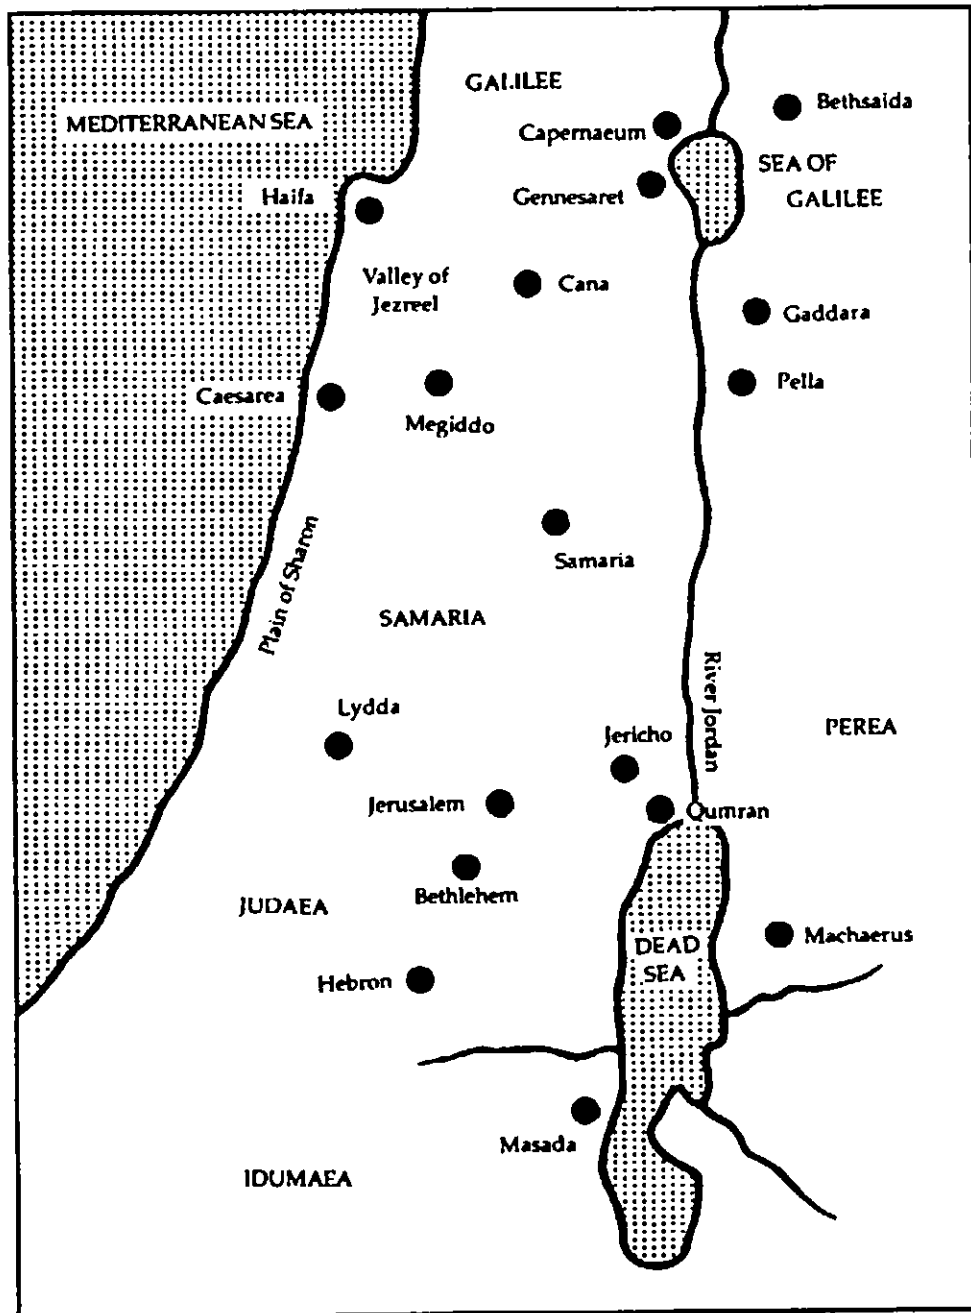 GALILEE
Bethsaida
MEDITERRANEAN SEA
Capernaeum
SEA OF
GALILEE
Haifa
Gennesaret
Valley of
Jezreel
Cana
Gaddara
Caesarea
Pella
Megiddo
Plain of Sharon
Samaria
SAMARIA
River Jordan
Lydda
PEREA
Jericho
Jerusalem
Qumran
Bethlehem
JUDAEA
Machaerus
DEAD
SEA
Hebron
Masada
IDUMAEA